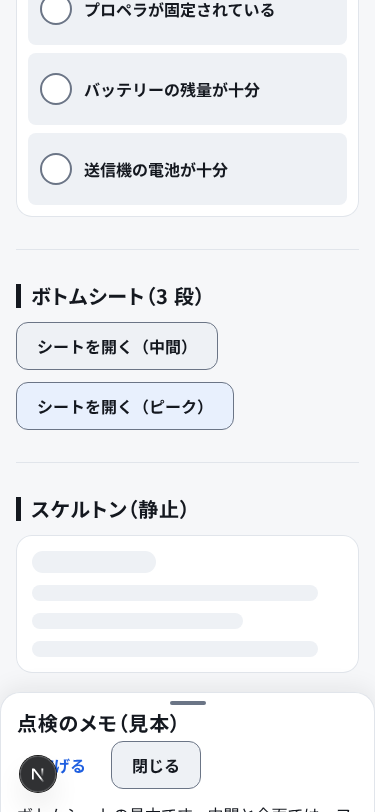 プロペラが固定されている
バッテリーの残量が十分
送信機の電池が十分
ボトムシート（3 段）
シートを開く（中間）
シートを開く（ピーク）
スケルトン（静止）
点検のメモ（見本）
げる
閉じる
N